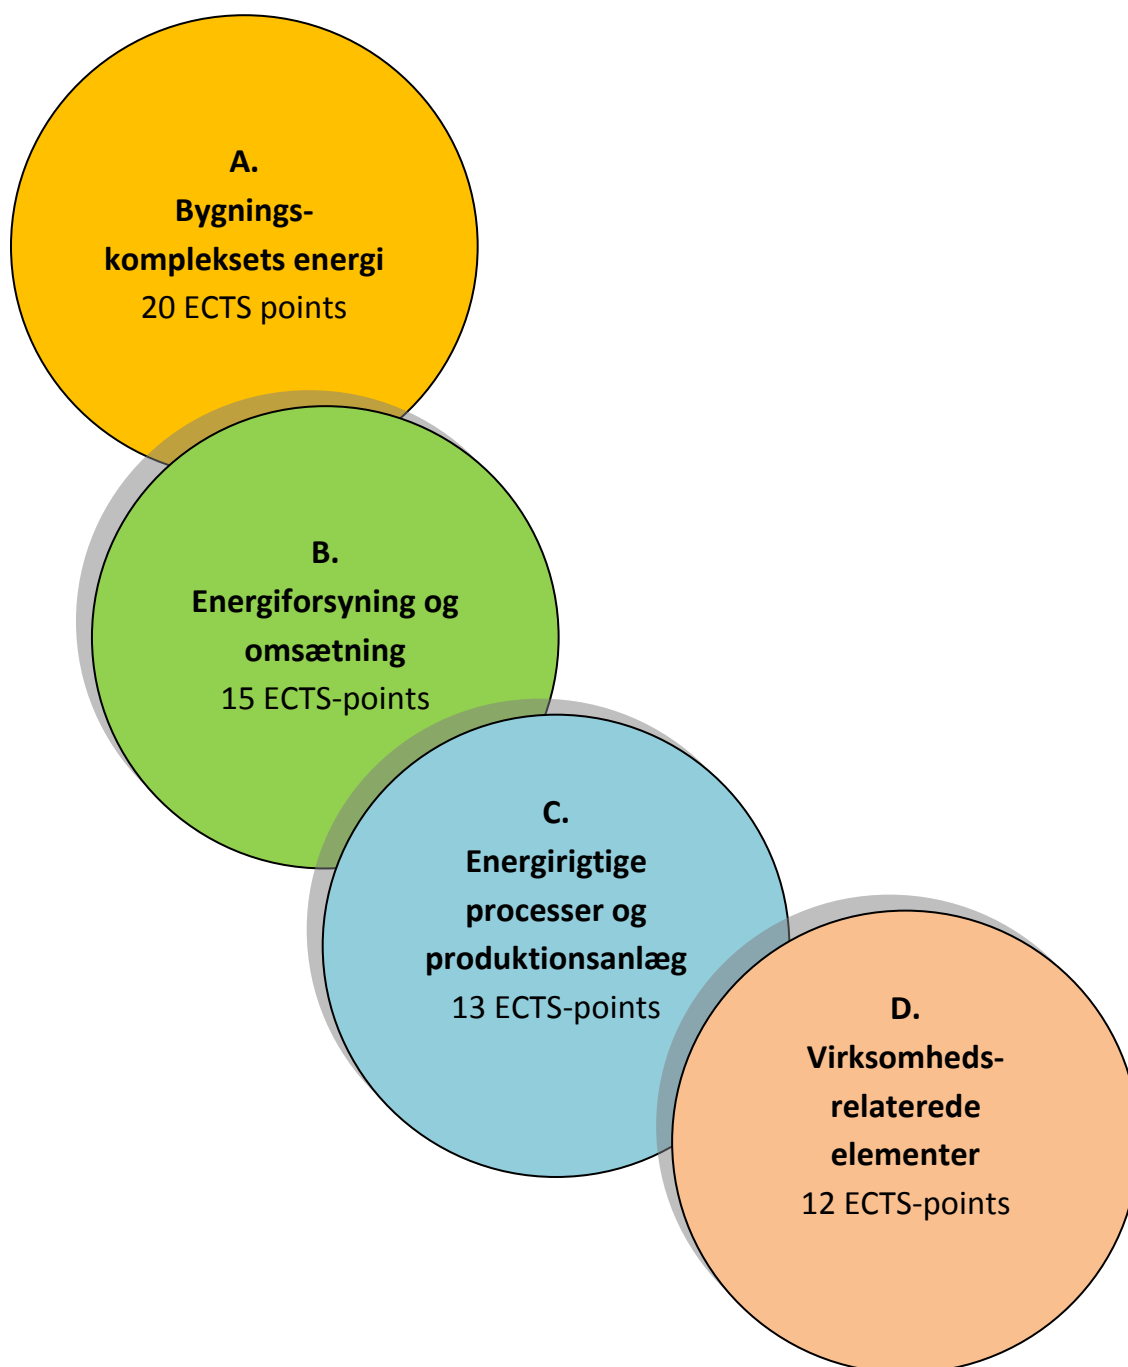 A.
Bygnings-
kompleksets energi
20 ECTS points
B.
Energiforsyning og
omsætning
15 ECTS-points
C.
Energirigtige
processer og
produktionsanlæg
13 ECTS-points
D.
Virksomheds-
relaterede
elementer
12 ECTS-points